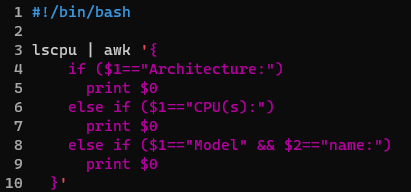 1 #!/bin/bash
2
3 lscpu | awk '{
4     if ($1=="Architecture:")
5       print $0
6     else if ($1=="CPU(s):")
7       print $0
8     else if ($1=="Model" && $2=="name:")
9       print $0
10   }'